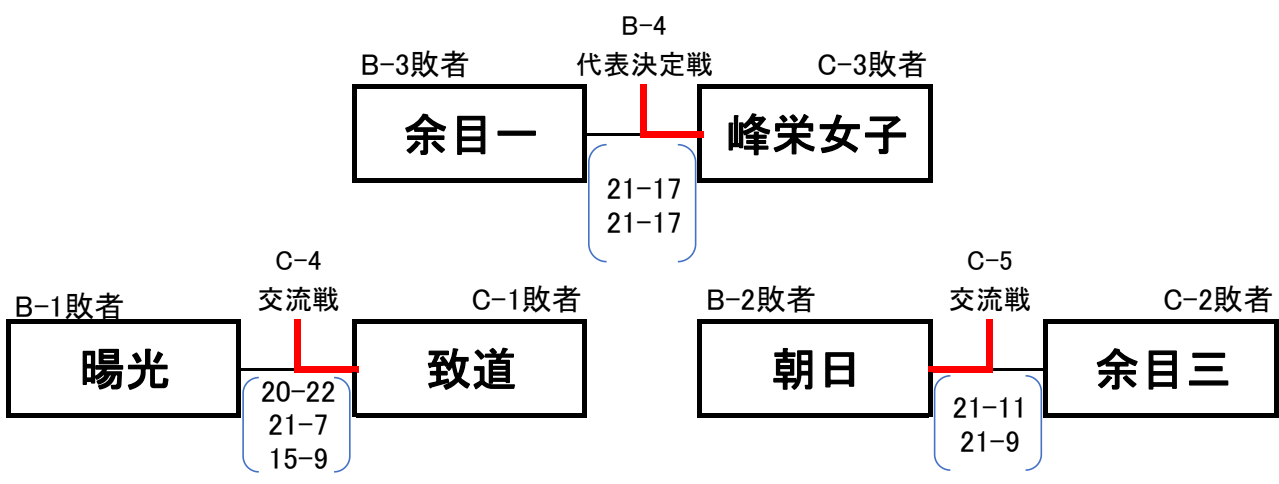 B-4
代表決定戦
B-3敗者
C-3敗者
余目一
峰栄女子
21-17
21-17
C-4
交流戦
B-1敗者
C-1敗者
暘光
致道
20-22
21-7
15-9
C-5
交流戦
B-2敗者
C-2敗者
朝日
余目三
21-11
21-9